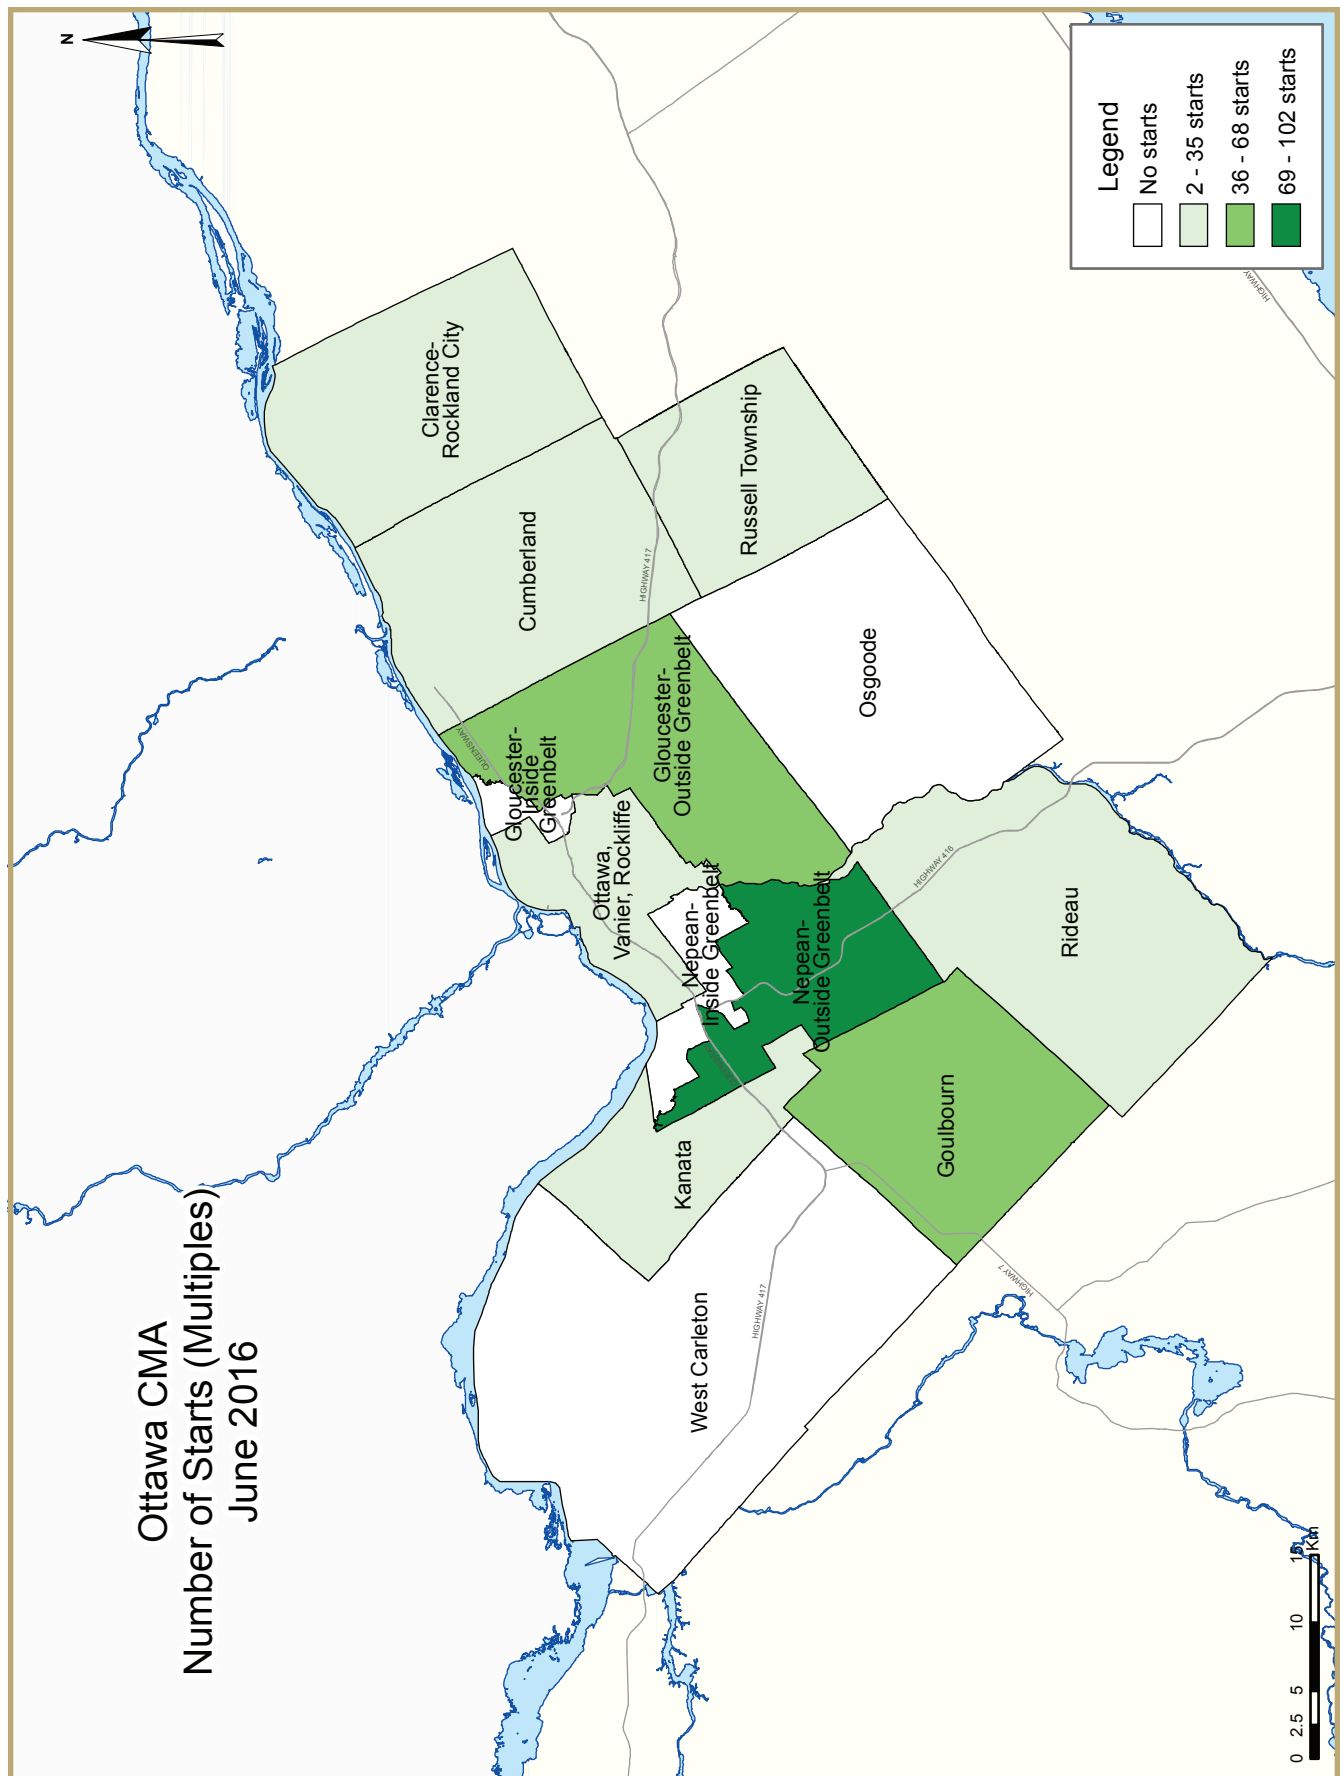 Ottawa CMA
Number of Starts (Multiples)
June 2016
N
Legend
No starts
2 - 35 starts
36 - 68 starts
69 - 102 starts
Clarence-
Rockland City
Cumberland
Russell Township
HIGHWAY 417
QUEENSWAY
Gloucester-
Inside
Greenbelt
Gloucester-
Outside Greenbelt
Osgoode
Ottawa,
Vanier, Rockliffe
Nepean-
Inside Greenbelt
Nepean-
Outside Greenbelt
HIGHWAY 416
Rideau
Kanata
Goulbourn
West Carleton
HIGHWAY 417
HIGHWAY 7
HIGHWAY
0 2.5 5 10 15
Km